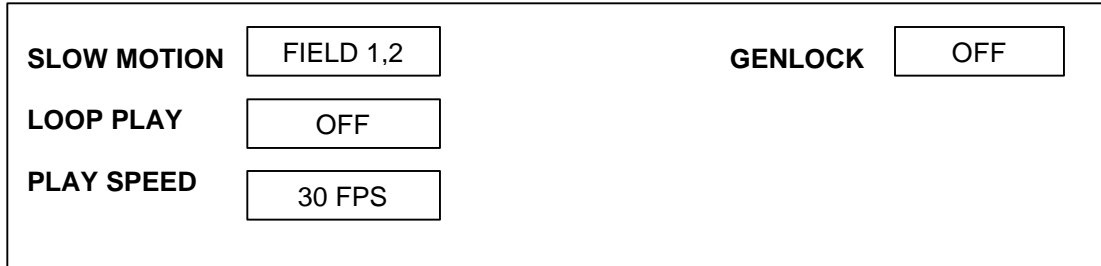 SLOW MOTION FIELD 1,2 GENLOCK OFF
LOOP PLAY OFF
PLAY SPEED 30 FPS